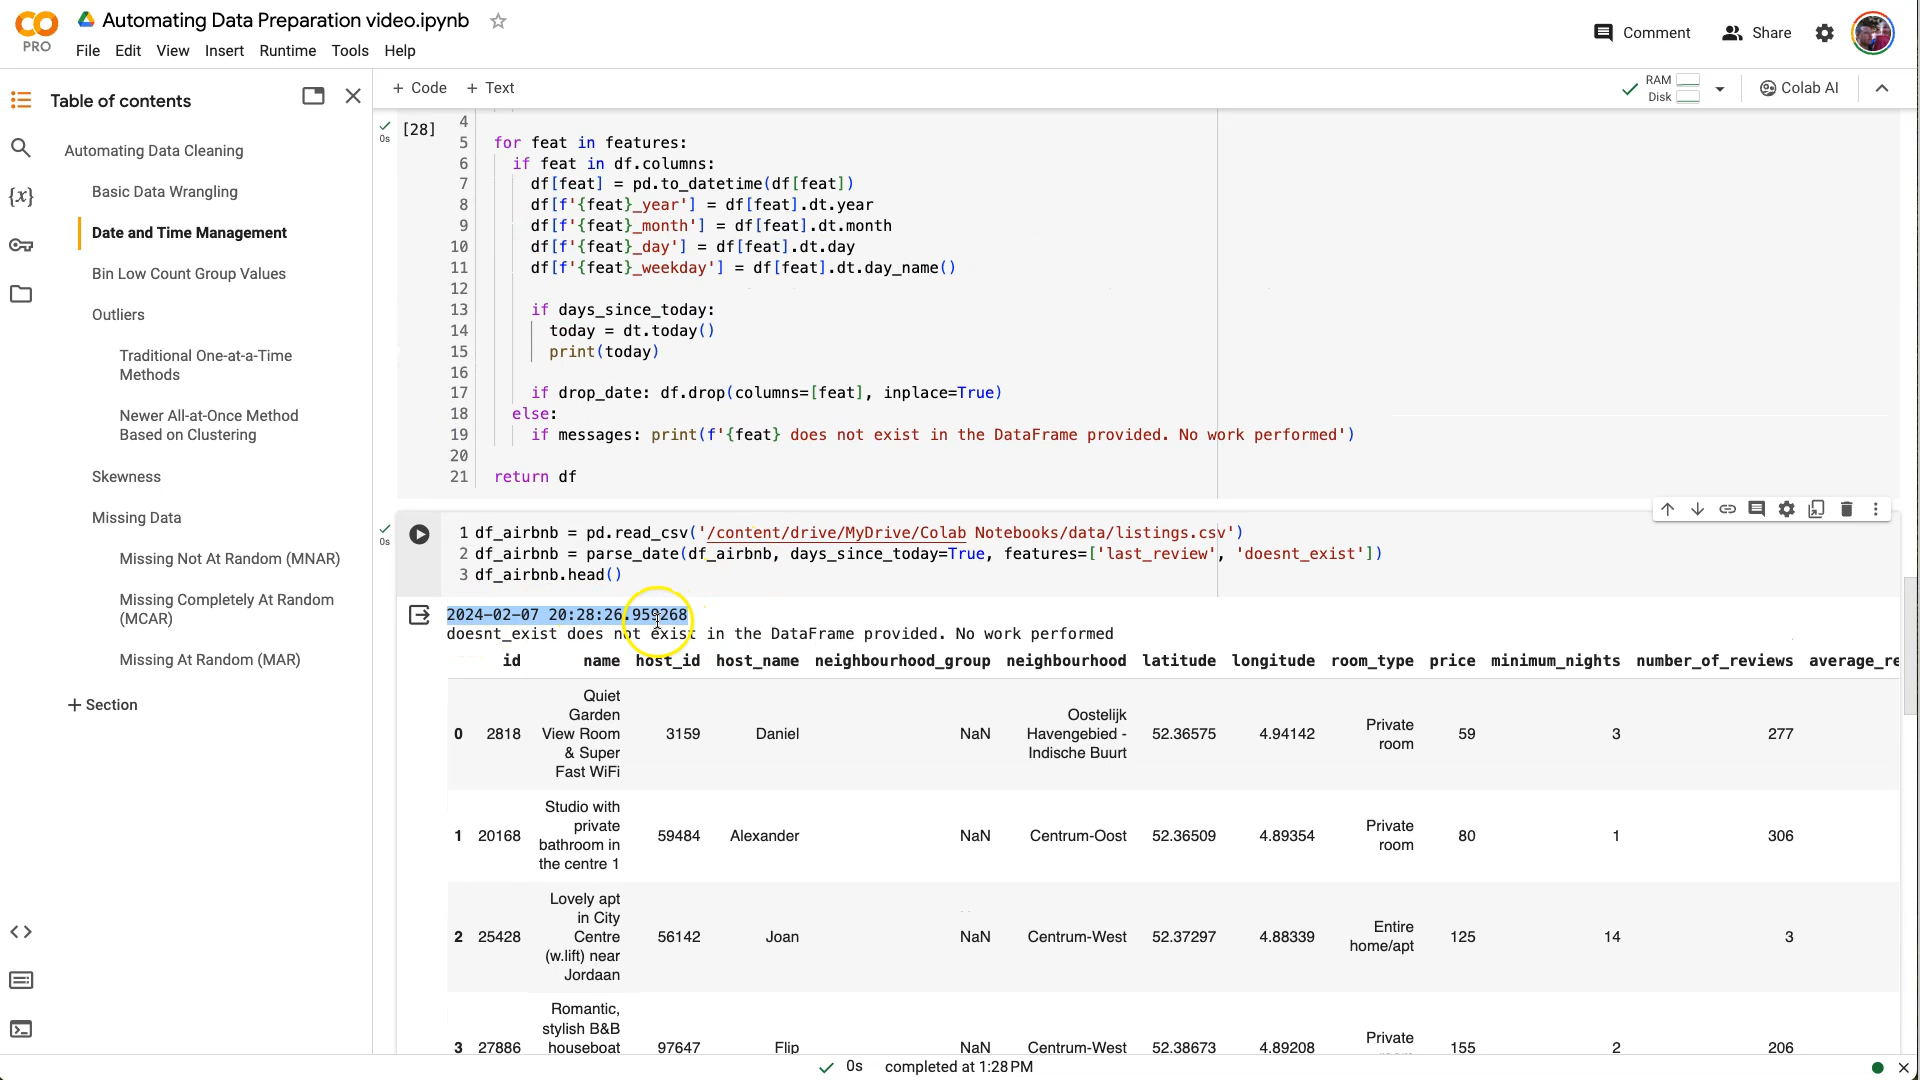 Automating Data Preparation video.ipynb
PRO
File Edit View Insert Runtime Tools Help
Comment
Share
Table of contents
+ Code + Text
RAM
Disk
Colab AI
Automating Data Cleaning
Basic Data Wrangling
Date and Time Management
Bin Low Count Group Values
Outliers
Traditional One-at-a-Time
Methods
Newer All-at-Once Method
Based on Clustering
Skewness
Missing Data
Missing Not At Random (MNAR)
Missing Completely At Random
(MCAR)
Missing At Random (MAR)
+ Section
{x}
0s
[28]
4
5 for feat in features:
6 if feat in df.columns:
7 df[feat] = pd.to_datetime(df[feat])
8 df[f'{feat}_year'] = df[feat].dt.year
9 df[f'{feat}_month'] = df[feat].dt.month
10 df[f'{feat}_day'] = df[feat].dt.day
11 df[f'{feat}_weekday'] = df[feat].dt.day_name()
12
13 if days_since_today:
14 today = dt.today()
15 print(today)
16
17 if drop_date: df.drop(columns=[feat], inplace=True)
18 else:
19 if messages: print(f'{feat} does not exist in the DataFrame provided. No work performed')
20
21 return df
0s
1 df_airbnb = pd.read_csv('/content/drive/MyDrive/Colab Notebooks/data/listings.csv')
2 df_airbnb = parse_date(df_airbnb, days_since_today=True, features=['last_review', 'doesnt_exist'])
3 df_airbnb.head()
2024-02-07 20:28:26.959268
doesnt_exist does not exist in the DataFrame provided. No work performed
id name host_id host_name neighbourhood_group neighbourhood latitude longitude room_type price minimum_nights number_of_reviews average_re
0 2818 Quiet Garden View Room & Super Fast WiFi 3159 Daniel NaN Oostelijk Havengebied - Indische Buurt 52.36575 4.94142 Private room 59 3 277
1 20168 Studio with private bathroom in the centre 1 59484 Alexander NaN Centrum-Oost 52.36509 4.89354 Private room 80 1 306
2 25428 Lovely apt in City Centre (w.lift) near Jordaan 56142 Joan NaN Centrum-West 52.37297 4.88339 Entire home/apt 125 14 3
3 27886 Romantic, stylish B&B houseboat 97647 Flip NaN Centrum-West 52.38673 4.89208 Private 155 2 206
0s completed at 1:28 PM